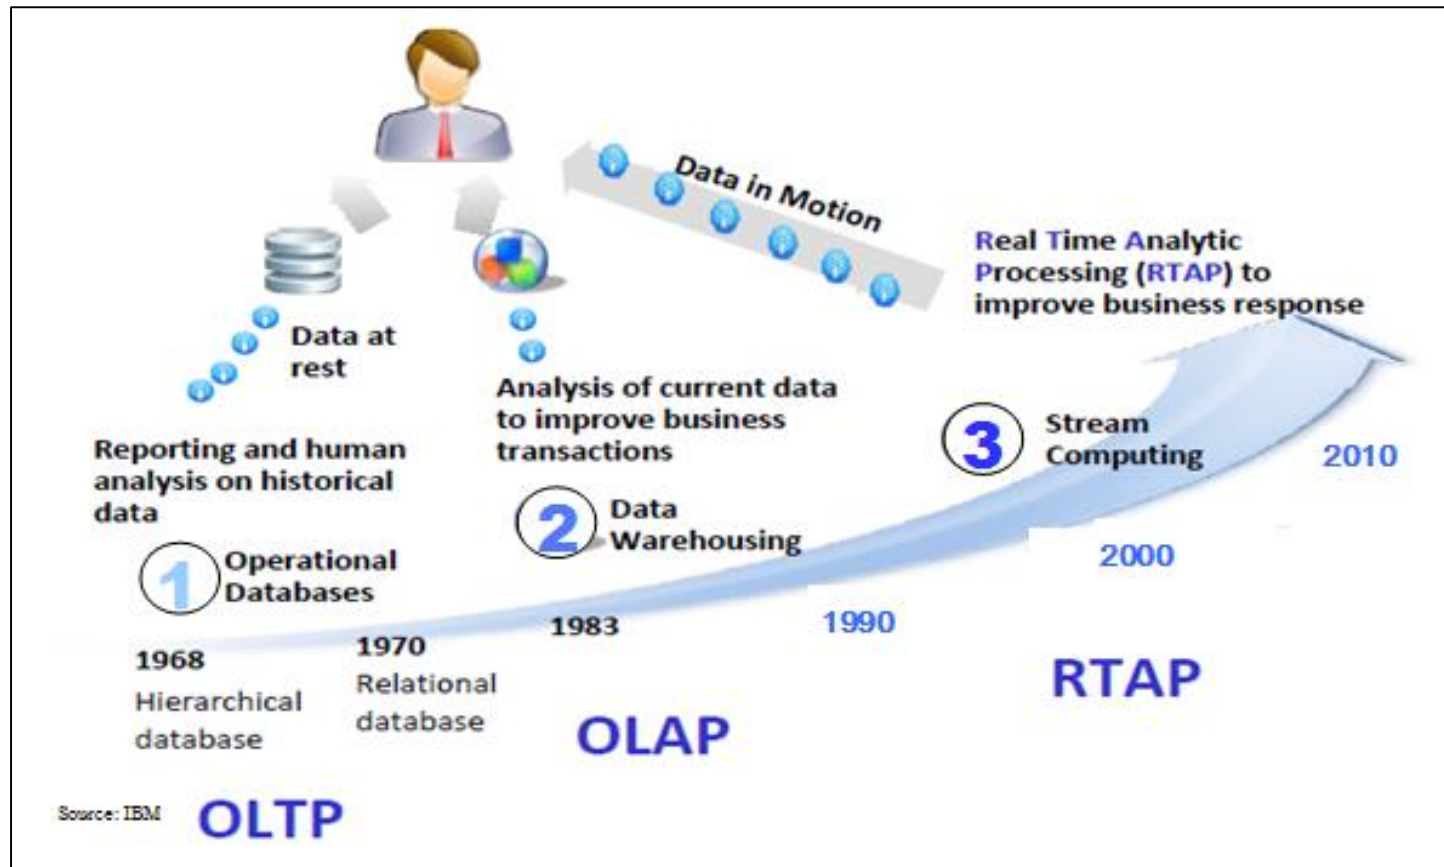 Data in Motion
Real Time Analytic
Processing (RTAP) to
improve business response
Data at
rest
Analysis of current data
to improve business
transactions
Reporting and human
analysis on historical
data
3
Stream
Computing
2010
2
Data
Warehousing
2000
1
Operational
Databases
1990
1983
1970
Relational
database
1968
Hierarchical
database
RTAP
OLAP
OLTP
Source: IBM